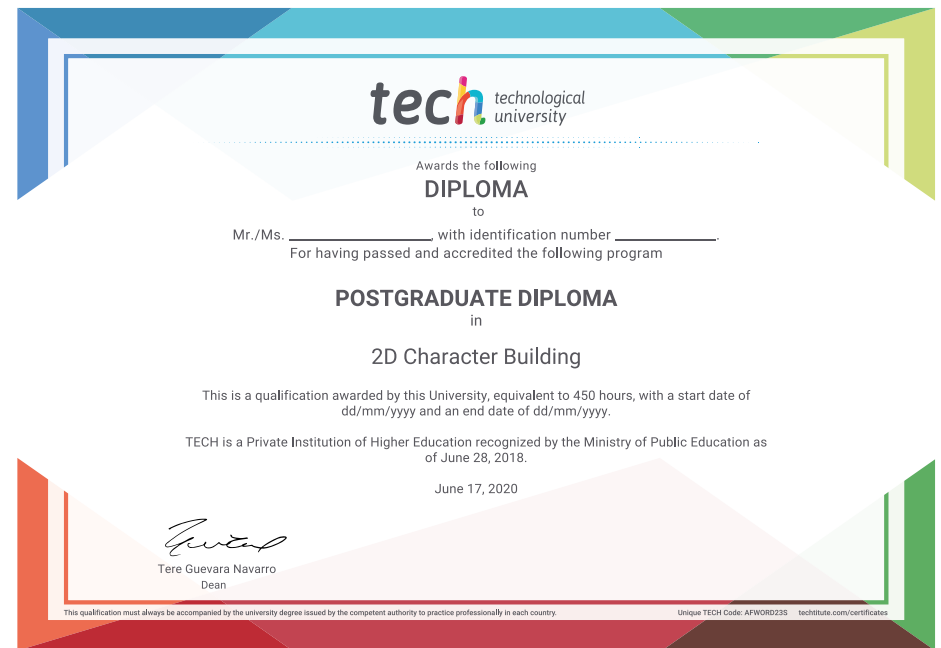 tech technological
university
Awards the following
DIPLOMA
to
Mr./Ms. ____________________, with identification number ______________.
For having passed and accredited the following program
POSTGRADUATE DIPLOMA
in
2D Character Building
This is a qualification awarded by this University, equivalent to 450 hours, with a start date of
dd/mm/yyyy and an end date of dd/mm/yyyy.
TECH is a Private Institution of Higher Education recognized by the Ministry of Public Education as
of June 28, 2018.
June 17, 2020
Tere Guevara Navarro
Dean
This qualification must always be accompanied by the university degree issued by the competent authority to practice professionally in each country.
Unique TECH Code: AFWORD23S techtitute.com/certificates